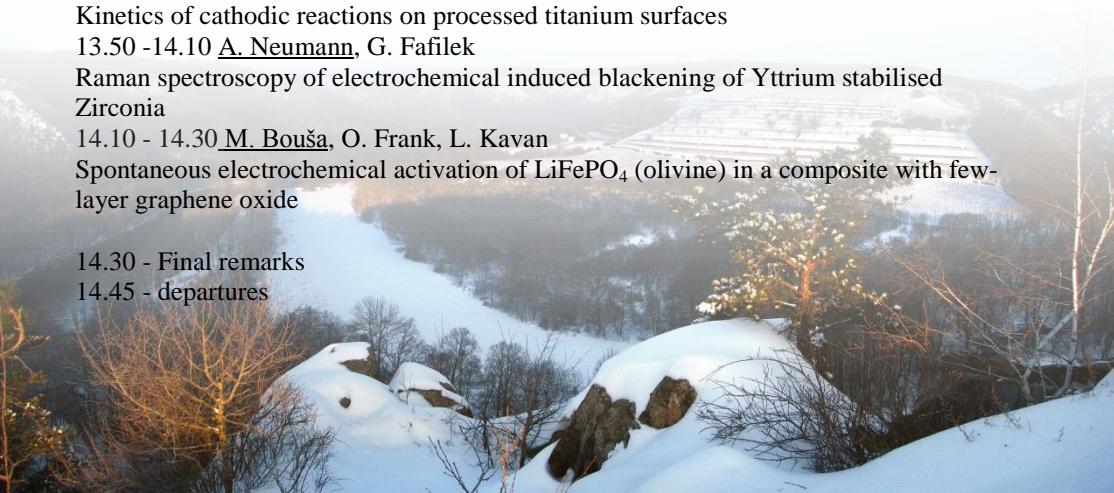 Kinetics of cathodic reactions on processed titanium surfaces
13.50 -14.10 A. Neumann, G. Fafilek
Raman spectroscopy of electrochemical induced blackening of Yttrium stabilised
Zirconia
14.10 - 14.30 M. Bouša, O. Frank, L. Kavan
Spontaneous electrochemical activation of LiFePO₄ (olivine) in a composite with few-
layer graphene oxide
14.30 - Final remarks
14.45 - departures